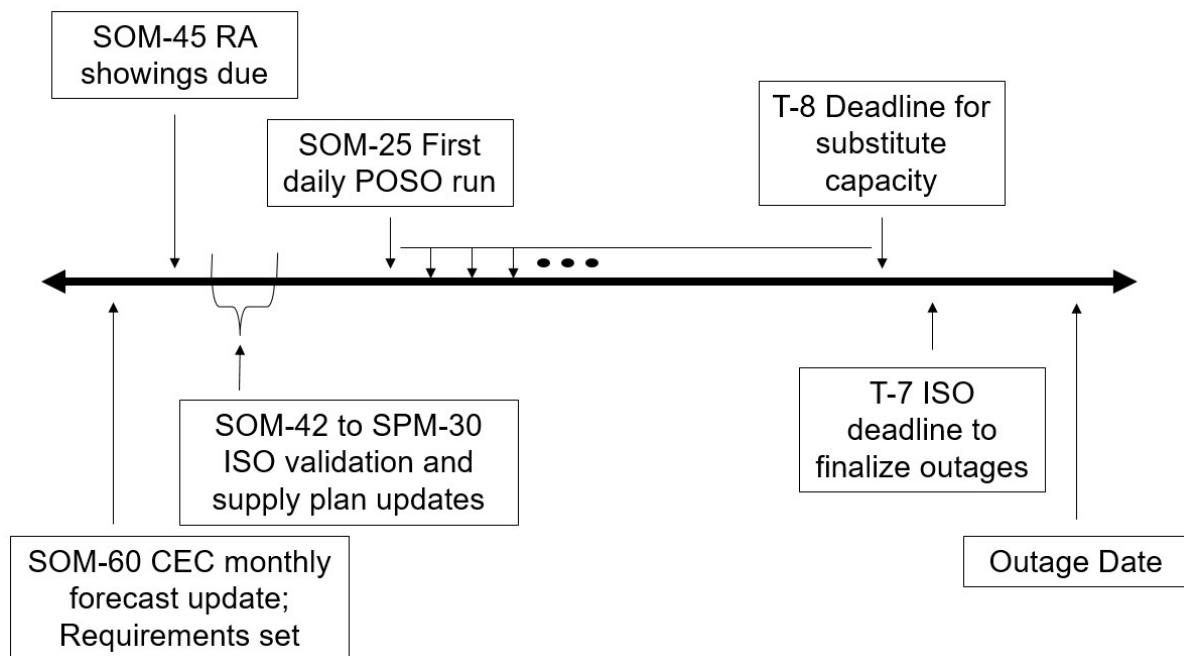 SOM-45 RA
showings due
SOM-25 First
daily POSO run
T-8 Deadline for
substitute
capacity
SOM-42 to SPM-30
ISO validation and
supply plan updates
T-7 ISO
deadline to
finalize outages
SOM-60 CEC monthly
forecast update;
Requirements set
Outage Date